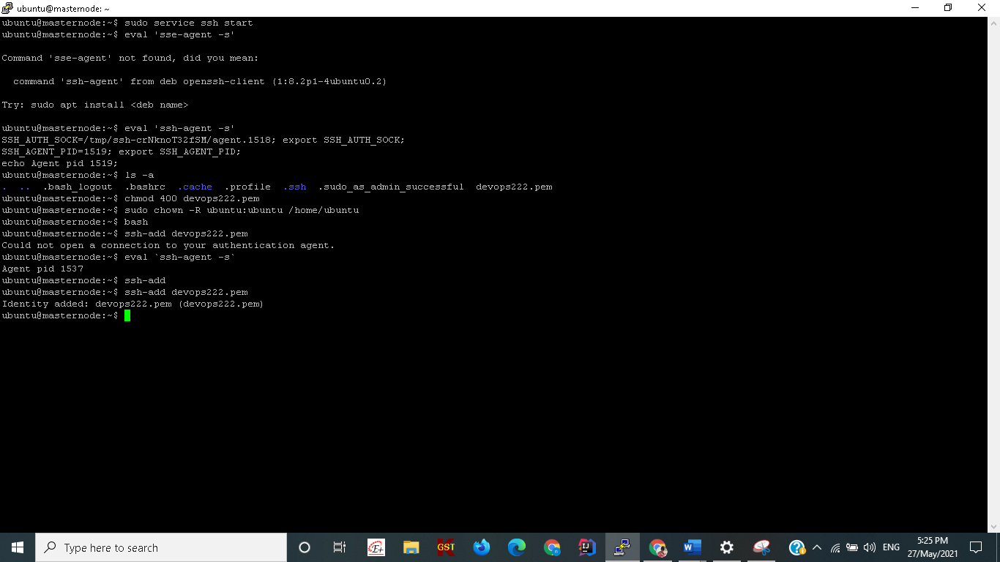 ubuntu@masternode: ~
ubuntu@masternode:~$ sudo service ssh start
ubuntu@masternode:~$ eval 'sse-agent -s'
Command 'sse-agent' not found, did you mean:
command 'ssh-agent' from deb openssh-client (1:8.2p1-4ubuntu0.2)
Try: sudo apt install <deb name>
ubuntu@masternode:~$ eval 'ssh-agent -s'
SSH_AUTH_SOCK=/tmp/ssh-crNknoT32fSM/agent.1518; export SSH_AUTH_SOCK;
SSH_AGENT_PID=1519; export SSH_AGENT_PID;
echo Agent pid 1519;
ubuntu@masternode:~$ ls -a
. .. .bash_logout .bashrc .cache .profile .ssh .sudo_as_admin_successful devops222.pem
ubuntu@masternode:~$ chmod 400 devops222.pem
ubuntu@masternode:~$ sudo chown -R ubuntu:ubuntu /home/ubuntu
ubuntu@masternode:~$ bash
ubuntu@masternode:~$ ssh-add devops222.pem
Could not open a connection to your authentication agent.
ubuntu@masternode:~$ eval `ssh-agent -s`
Agent pid 1537
ubuntu@masternode:~$ ssh-add
ubuntu@masternode:~$ ssh-add devops222.pem
Identity added: devops222.pem (devops222.pem)
ubuntu@masternode:~$
Type here to search
E+
GST
IJ
W
ENG
5:25 PM
27/May/2021